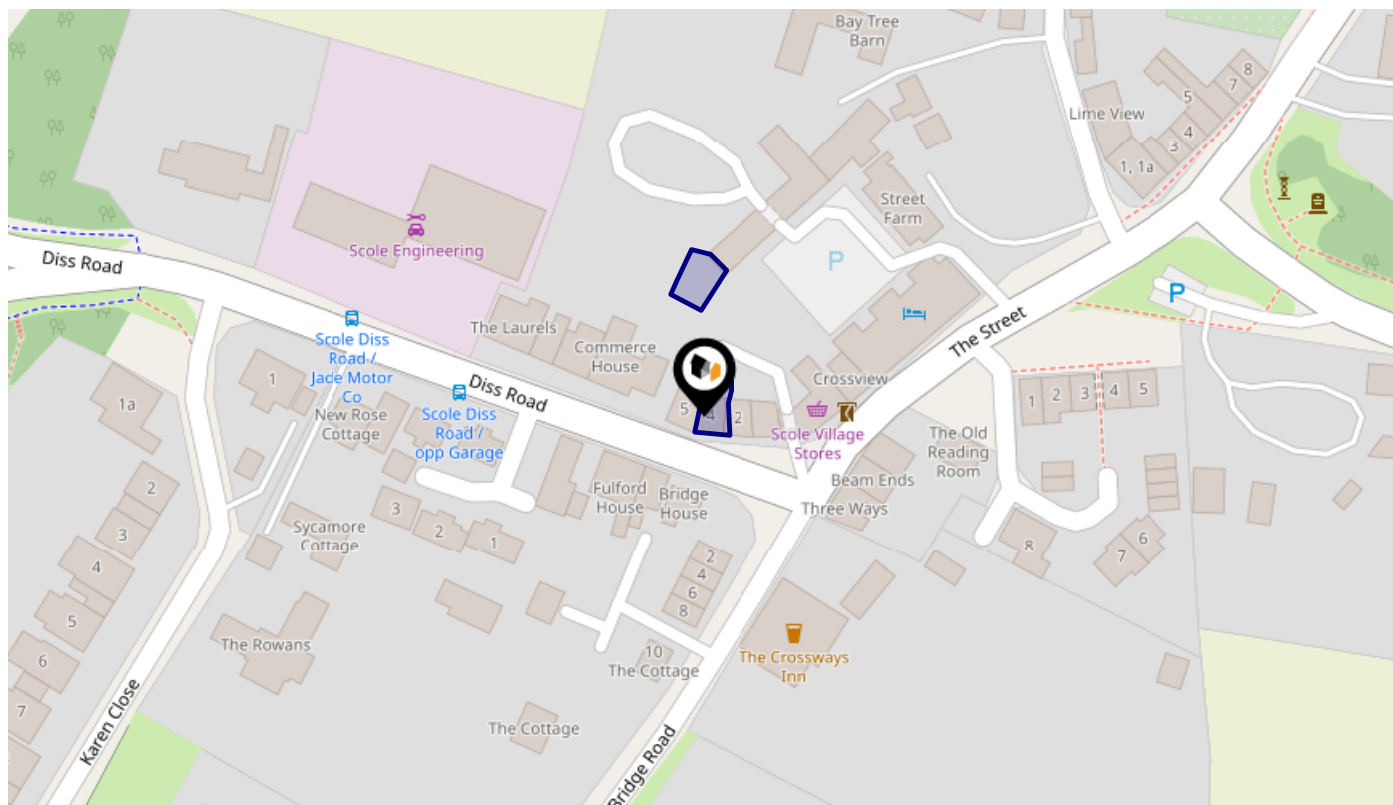 Bay Tree
Barn
8
7
5
4
3
1, 1a
Lime View
Street
Farm
P
Scole Engineering
Diss Road
The Laurels
Commerce
House
Scole Diss
Road /
Jade Motor
Co
Diss Road
Scole Diss
Road /
opp Garage
1
1a
New Rose
Cottage
5
4
2
Crossview
Scole Village
Stores
The Street
P
1
2
3
4
5
The Old
Reading
Room
Beam Ends
Three Ways
Fulford
House
Bridge
House
3
2
1
Sycamore
Cottage
2
3
4
5
6
7
2
4
6
8
8
7
6
The Rowans
10
The Cottage
The Crossways
Inn
The Cottage
Karen Close
Bridge Road